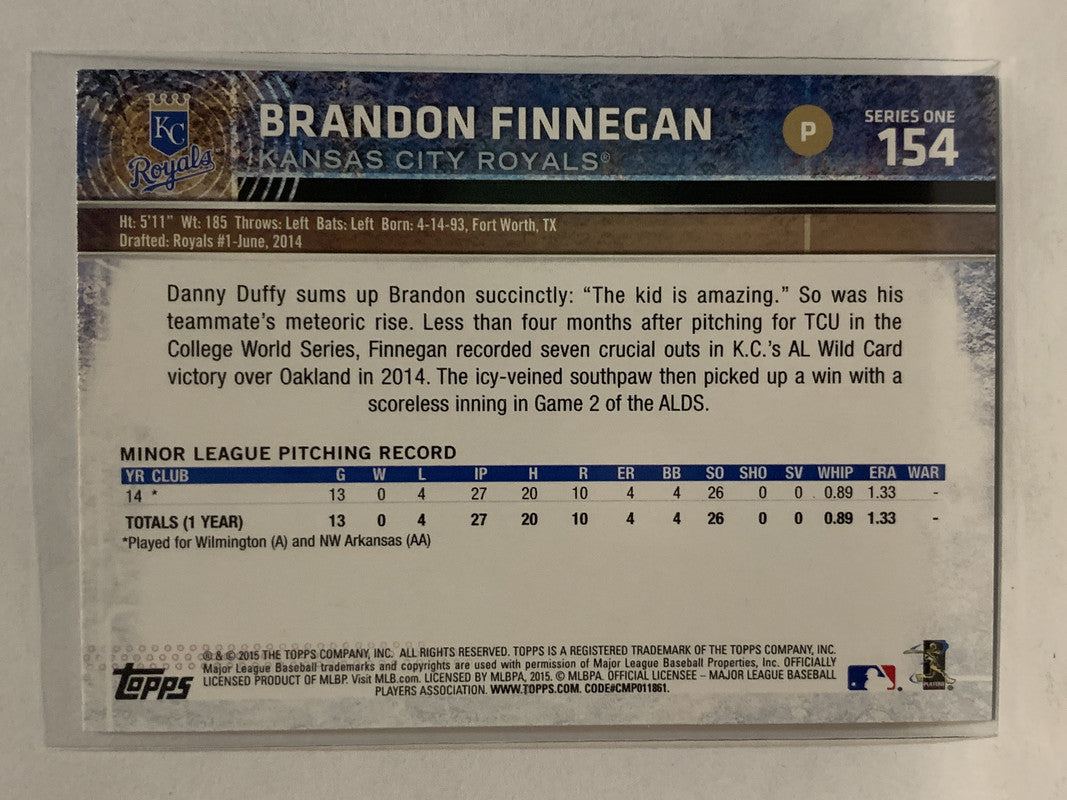 KC
Royals
BRANDON FINNEGAN
KANSAS CITY ROYALS®
P
SERIES ONE
154
Ht: 5'11" Wt: 185 Throws: Left Bats: Left Born: 4-14-93, Fort Worth, TX
Drafted: Royals #1-June, 2014
Danny Duffy sums up Brandon succinctly: “The kid is amazing.” So was his
teammate’s meteoric rise. Less than four months after pitching for TCU in the
College World Series, Finnegan recorded seven crucial outs in K.C.’s AL Wild Card
victory over Oakland in 2014. The icy-veined southpaw then picked up a win with a
scoreless inning in Game 2 of the ALDS.
MINOR LEAGUE PITCHING RECORD
YR CLUB G W L IP H R ER BB SO SHO SV WHIP ERA WAR
14 * 13 0 4 27 20 10 4 4 26 0 0 0.89 1.33 -
TOTALS (1 YEAR) 13 0 4 27 20 10 4 4 26 0 0 0.89 1.33 -
*Played for Wilmington (A) and NW Arkansas (AA)
Topps
® & © 2015 THE TOPPS COMPANY, INC. ALL RIGHTS RESERVED. TOPPS IS A REGISTERED TRADEMARK OF THE TOPPS COMPANY, INC.
Major League Baseball trademarks and copyrights are used with permission of Major League Baseball Properties, Inc. OFFICIALLY
LICENSED PRODUCT OF MLBP. Visit MLB.com. LICENSED BY MLBPA, 2015. © MLBPA. OFFICIAL LICENSEE – MAJOR LEAGUE BASEBALL
PLAYERS ASSOCIATION. WWW.TOPPS.COM. CODE#CMP011861.
PLAYERS